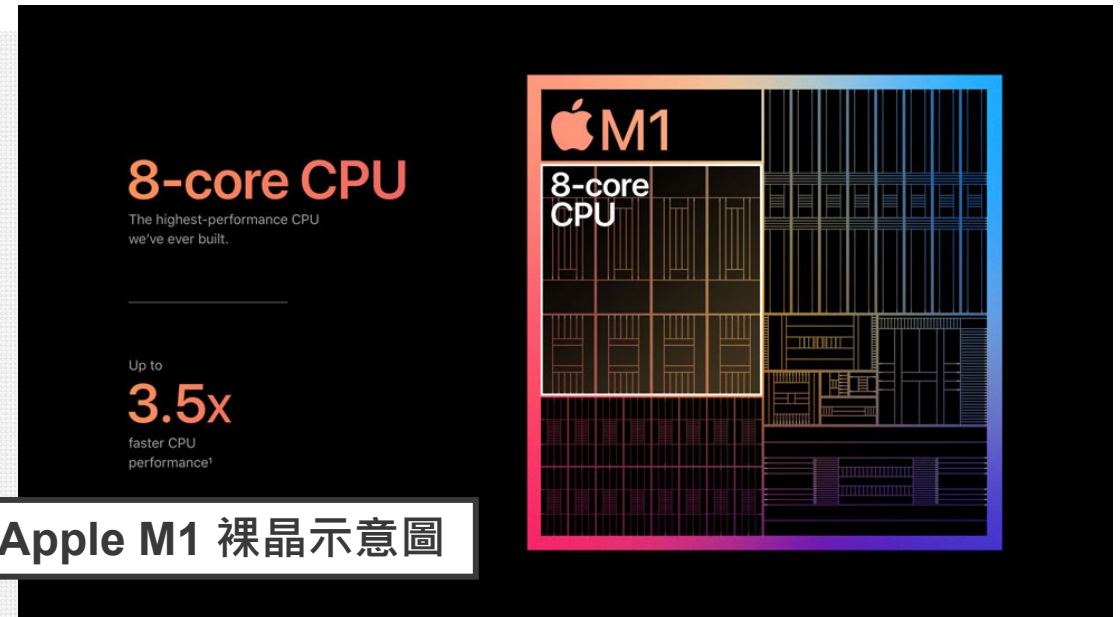 8-core CPU
The highest-performance CPU
we've ever built.
Up to
3.5x
faster CPU
performance¹
M1
8-core
CPU
Apple M1 裸晶示意圖